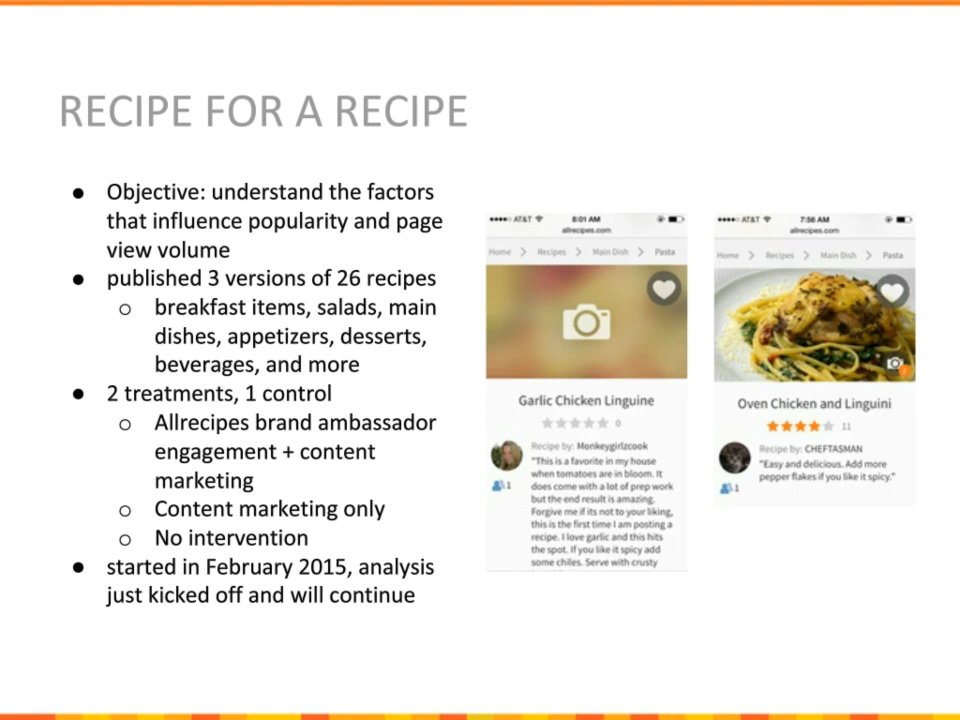 RECIPE FOR A RECIPE
● Objective: understand the factors
that influence popularity and page
view volume
● published 3 versions of 26 recipes
○ breakfast items, salads, main
dishes, appetizers, desserts,
beverages, and more
● 2 treatments, 1 control
○ Allrecipes brand ambassador
engagement + content
marketing
○ Content marketing only
○ No intervention
● started in February 2015, analysis
just kicked off and will continue
AT&T 8:01 AM
allrecipes.com
Home > Recipes > Main Dish > Pasta
Garlic Chicken Linguine
0
Recipe by: Monkeygirlzcook
1
"This is a favorite in my house
when tomatoes are in bloom. It
does come with a lot of prep work
but the end result is amazing.
Forgive me if its not to your liking,
this is the first time I am posting a
recipe. I love garlic and this hits
the spot. If you like it spicy add
some chiles. Serve with crusty
AT&T 7:56 AM
allrecipes.com
Home > Recipes > Main Dish > Pasta
Oven Chicken and Linguini
11
Recipe by: CHEFTASMAN
"Easy and delicious. Add more
pepper flakes if you like it spicy."
1